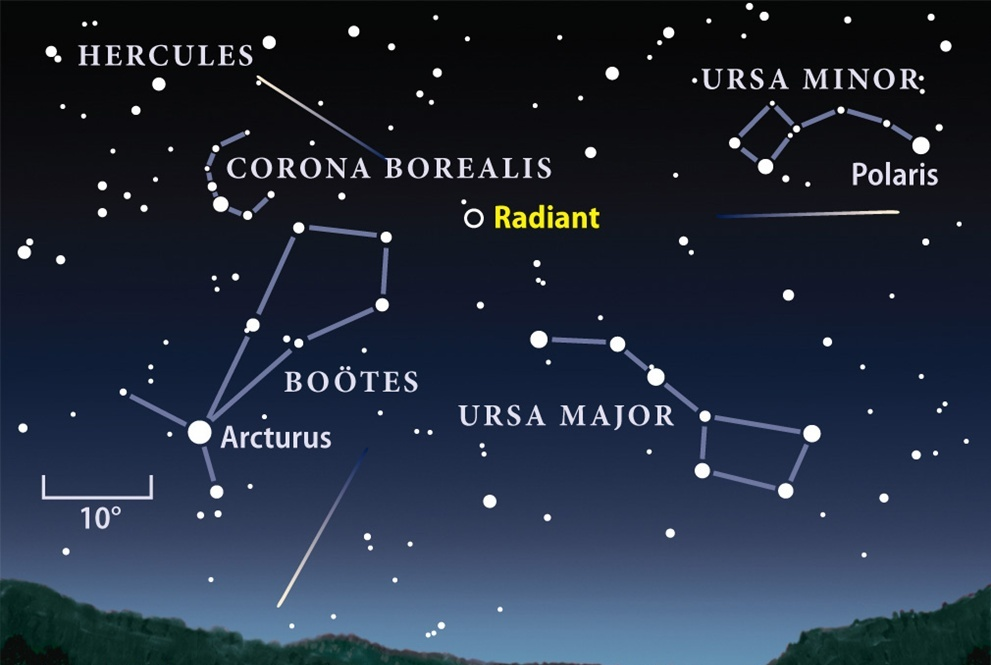 HERCULES
URSA MINOR
CORONA BOREALIS
Polaris
Radiant
BOÖTES
URSA MAJOR
Arcturus
10°